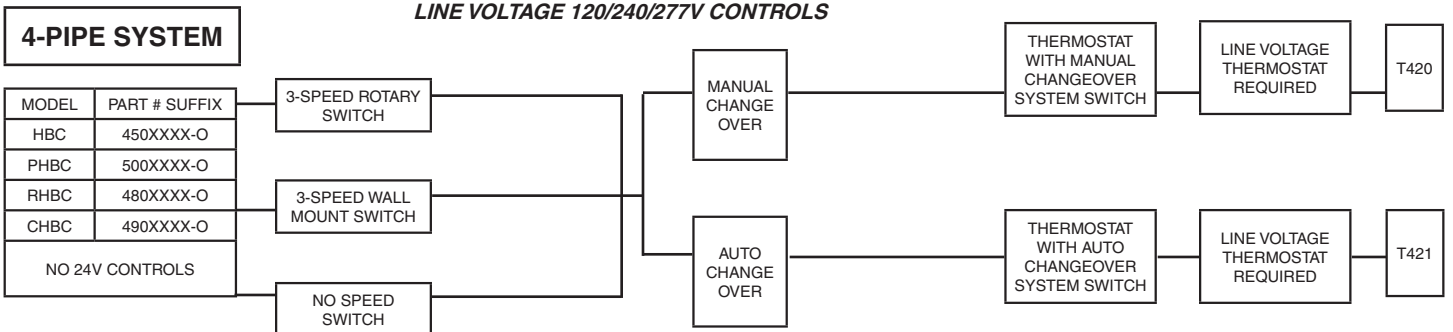 LINE VOLTAGE 120/240/277V CONTROLS
4-PIPE SYSTEM
MODEL PART # SUFFIX
HBC 450XXXX-O
PHBC 500XXXX-O
RHBC 480XXXX-O
CHBC 490XXXX-O
NO 24V CONTROLS
3-SPEED ROTARY
SWITCH
3-SPEED WALL
MOUNT SWITCH
NO SPEED
SWITCH
MANUAL
CHANGE
OVER
AUTO
CHANGE
OVER
THERMOSTAT
WITH MANUAL
CHANGEOVER
SYSTEM SWITCH
LINE VOLTAGE
THERMOSTAT
REQUIRED
T420
THERMOSTAT
WITH AUTO
CHANGEOVER
SYSTEM SWITCH
LINE VOLTAGE
THERMOSTAT
REQUIRED
T421